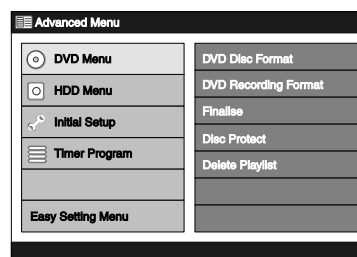 Advanced Menu
DVD Menu
HDD Menu
Initial Setup
Timer Program
Easy Setting Menu
DVD Disc Format
DVD Recording Format
Finalise
Disc Protect
Delete Playlist